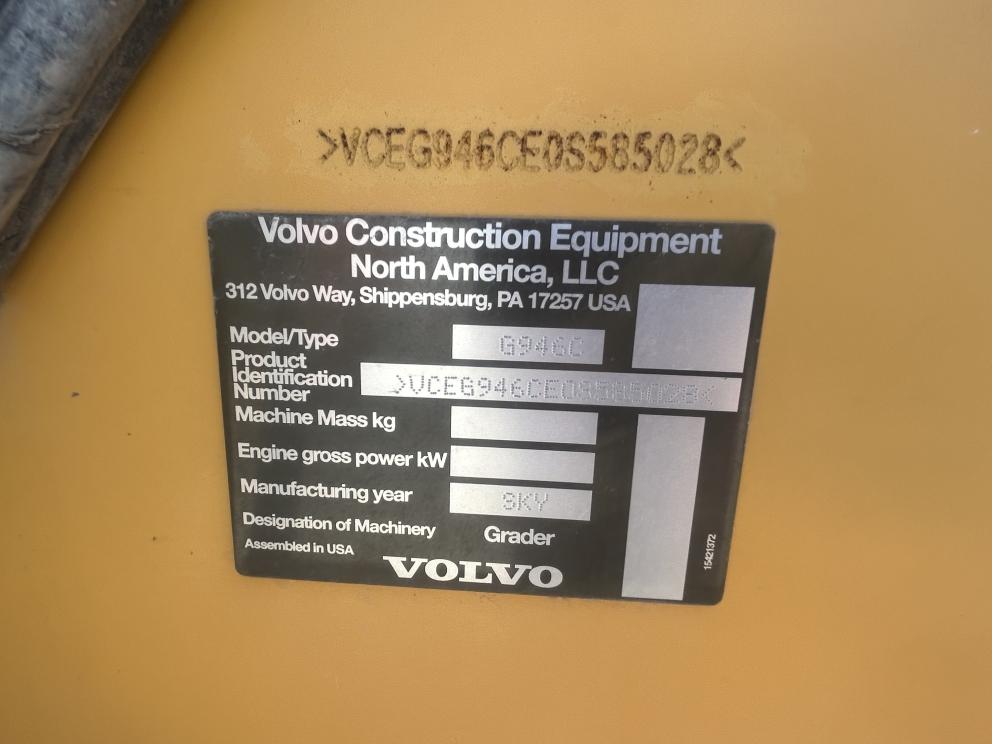 >VCEG946CE0S585028<
Volvo Construction Equipment
North America, LLC
312 Volvo Way, Shippensburg, PA 17257 USA
Model/Type G946C
Product
Identification
Number >VCEG946CE0S585028<
Machine Mass kg
Engine gross power kW
Manufacturing year SKY
Designation of Machinery Grader
Assembled in USA
VOLVO
15421372